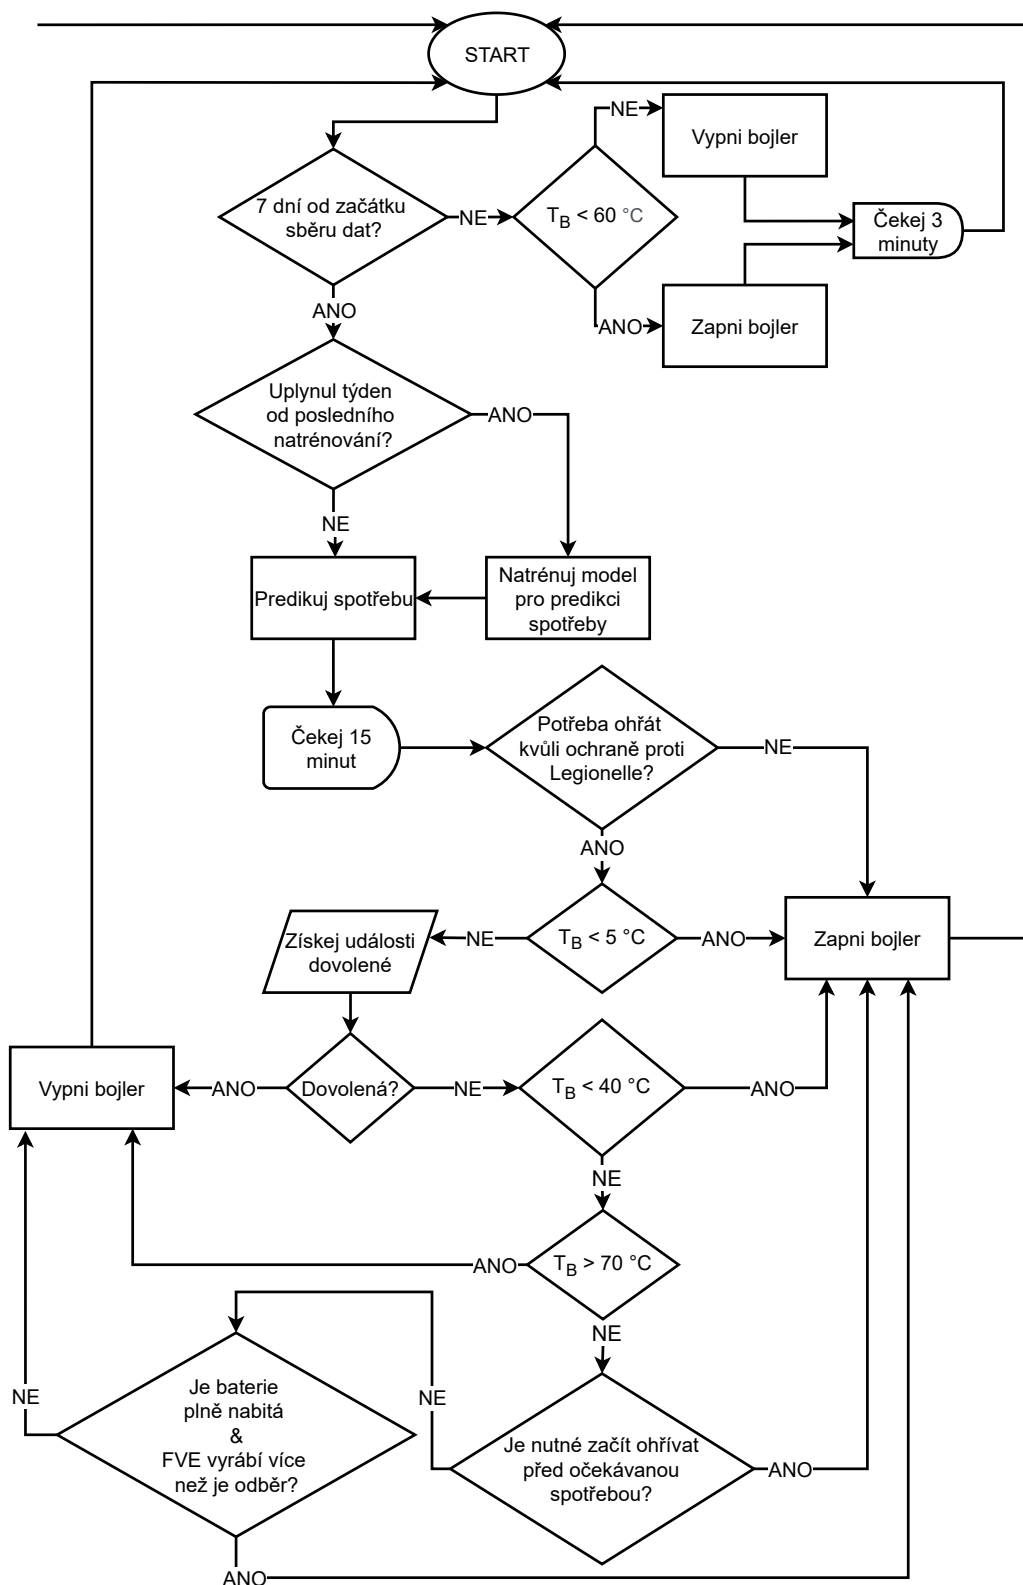 START
NE
Vypni bojler
7 dní od začátku
sběru dat?
NE
T_B < 60 °C
Čekej 3
minuty
ANO
ANO
Zapni bojler
Uplynul týden
od posledního
natrénování?
ANO
NE
Predikuj spotřebu
Natrénuj model
pro predikci
spotřeby
Čekej 15
minut
Potřeba ohřát
kvůli ochraně proti
Legionelle?
NE
ANO
Získej události
dovolené
NE
T_B < 5 °C
ANO
Zapni bojler
Vypni bojler
ANO
Dovolená?
NE
T_B < 40 °C
ANO
NE
ANO
T_B > 70 °C
NE
NE
Je baterie
plně nabitá
&
FVE vyrábí více
než je odběr?
NE
Je nutné začít ohřívat
před očekávanou
spotřebou?
ANO
ANO